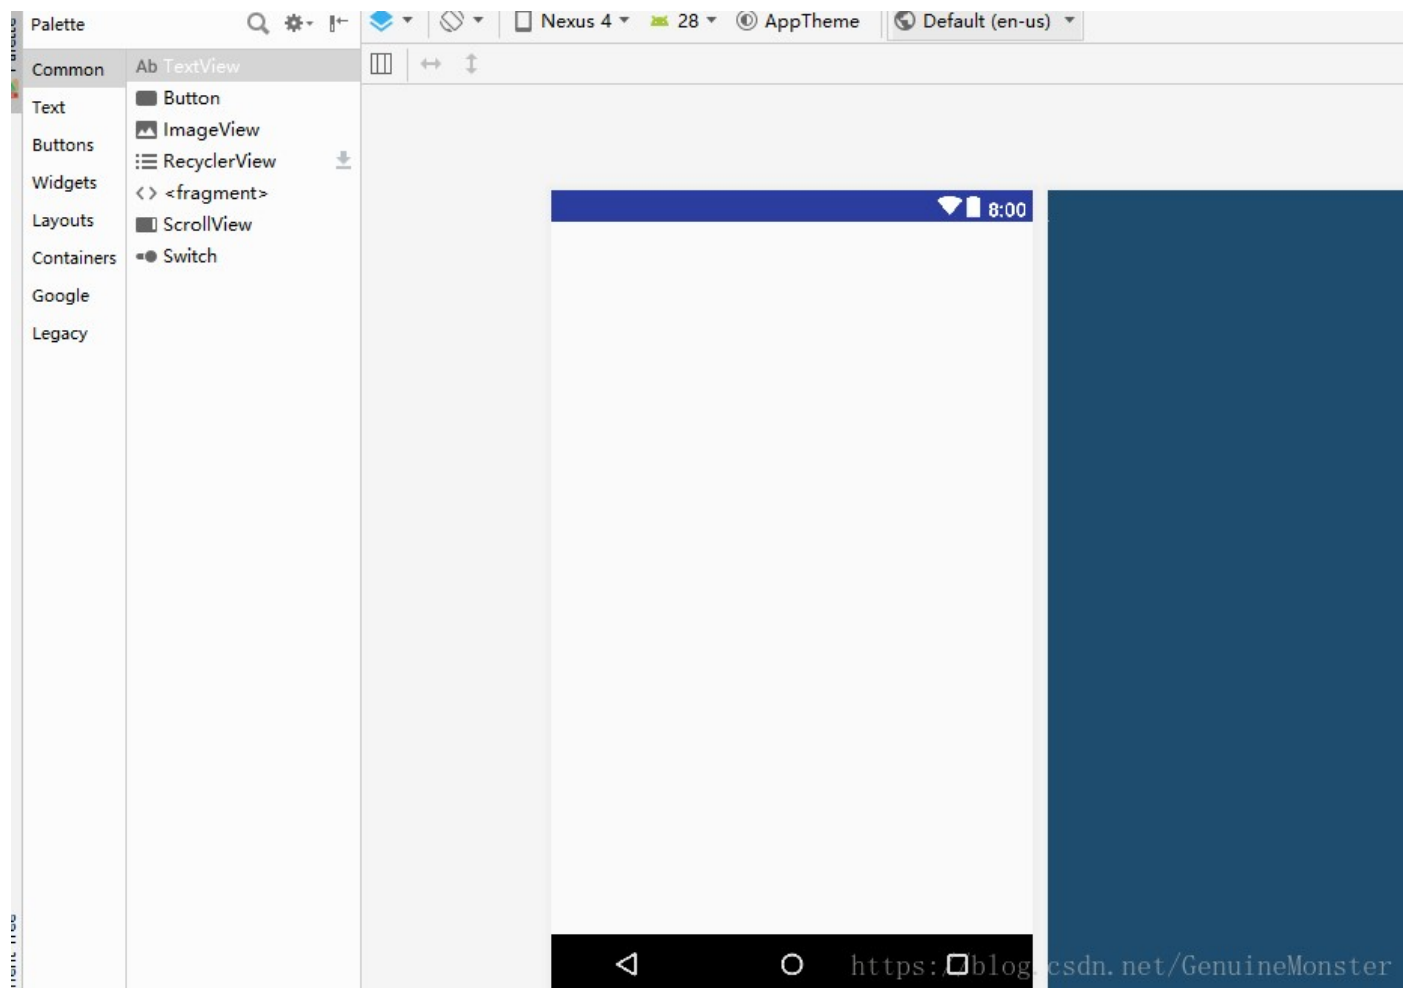 Palette
Nexus 4
28
AppTheme
Default (en-us)
Common
Text
Buttons
Widgets
Layouts
Containers
Google
Legacy
Ab TextView
Button
ImageView
RecyclerView
<fragment>
ScrollView
Switch
8:00
https://blog.csdn.net/GenuineMonster